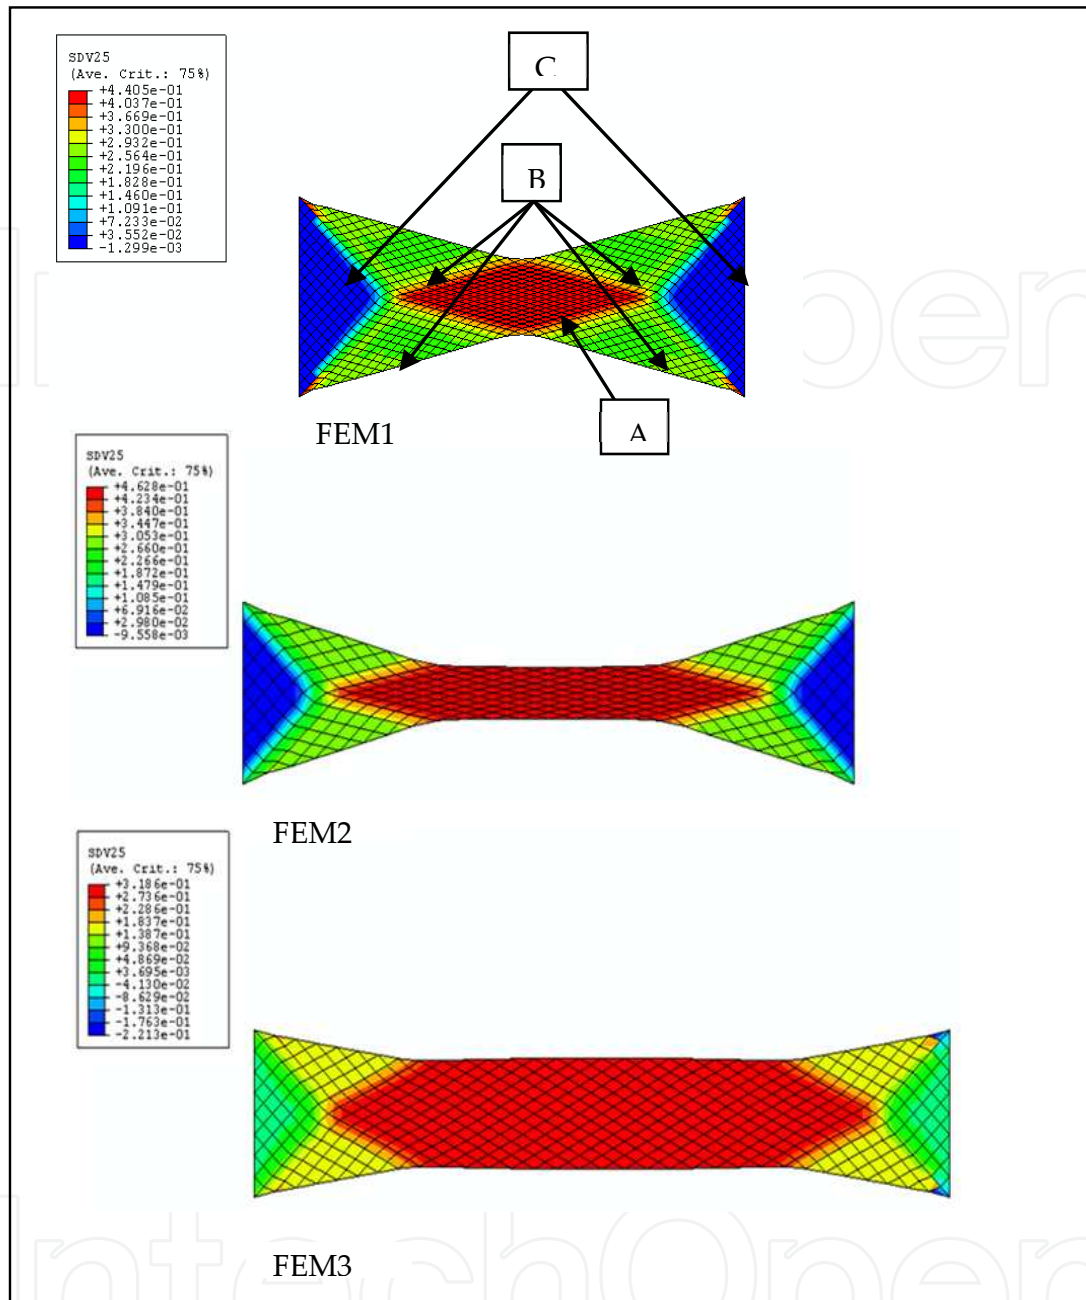 SDV25
(Ave. Crit.: 75%)
+4.405e-01
+4.037e-01
+3.669e-01
+3.300e-01
+2.932e-01
+2.564e-01
+2.196e-01
+1.828e-01
+1.460e-01
+1.091e-01
+7.233e-02
+3.552e-02
-1.299e-03
C
B
A
FEM1
SDV25
(Ave. Crit.: 75%)
+4.628e-01
+4.234e-01
+3.840e-01
+3.447e-01
+3.053e-01
+2.660e-01
+2.266e-01
+1.872e-01
+1.479e-01
+1.085e-01
+6.916e-02
+2.980e-02
-9.558e-03
FEM2
SDV25
(Ave. Crit.: 75%)
+3.186e-01
+2.736e-01
+2.286e-01
+1.837e-01
+1.387e-01
+9.368e-02
+4.869e-02
+3.695e-03
-4.130e-02
-8.629e-02
-1.313e-01
-1.763e-01
-2.213e-01
FEM3
IntechOpen